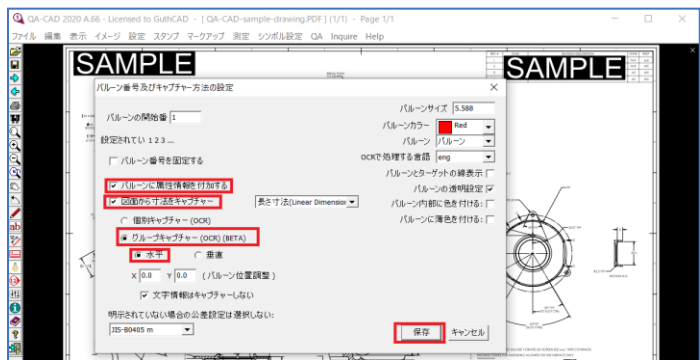 QA-CAD 2020 A.66 - Licensed to GuthCAD - [ QA-CAD-sample-drawing.PDF ] (1/1) - Page 1/1
ファイル 編集 表示 イメージ 設定 スタンプ マークアップ 測定 シンボル設定 QA Inquire Help
SAMPLE
SAMPLE
バルーン番号及びキャプチャー方法の設定
バルーンの開始番 1
バルーンサイズ 5.588
バルーンカラー Red
設定されてい 1 2 3 ...
バルーン バルーン
バルーン番号を固定する
OCRで処理する言語 eng
バルーンとターゲットの線表示
バルーンに属性情報を付加する
バルーンの透明設定
図面から寸法をキャプチャー
長さ寸法(Linear Dimension
バルーン内部に色を付ける:
個別キャプチャー (OCR)
バルーンに薄色を付ける:
グループキャプチャー (OCR) (BETA)
水平 垂直
X 0.0 Y 0.0 (バルーン位置調整)
文字情報はキャプチャーしない
明示されていない場合の公差設定は選択しない:
JIS-B0405 m
保存 キャンセル